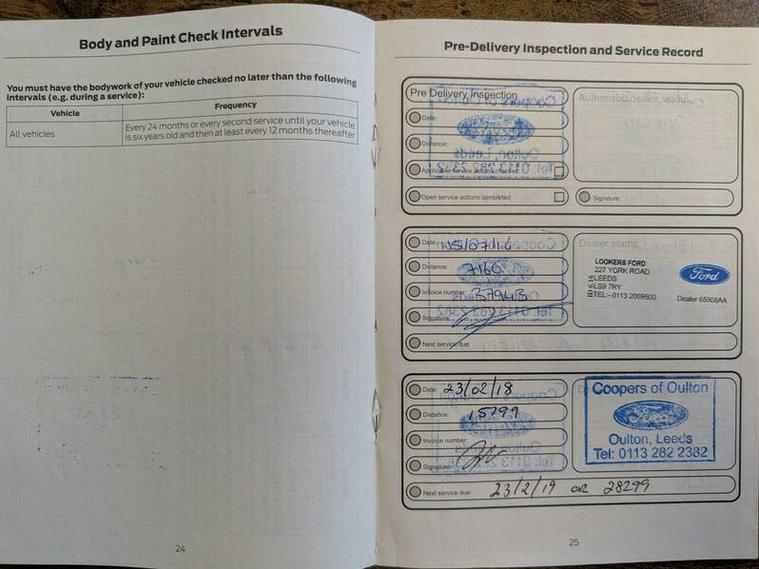 Body and Paint Check Intervals
You must have the bodywork of your vehicle checked no later than the following
intervals (e.g. during a service):
Vehicle Frequency
All vehicles
Every 24 months or every second service until your vehicle
is six years old and then at least every 12 months thereafter
24
Pre-Delivery Inspection and Service Record
Pre Delivery Inspection
Authorised dealer stamp
Date:
Distance:
Applicable service actions checked
Open service actions completed
Signature:
Date: 15/07/16
Distance: 7160
Invoice number:
Signature:
Next service due:
Dealer stamp
LOOKERS FORD
227 YORK ROAD
LEEDS
LS9 7RY
TEL:- 0113 2009500
Ford
Dealer 65368AA
Date: 23/02/18
Distance: 15799
Invoice number:
Signature:
Coopers of Oulton
Oulton, Leeds
Tel: 0113 282 2382
Next service due: 23/2/19 OR 28299
25